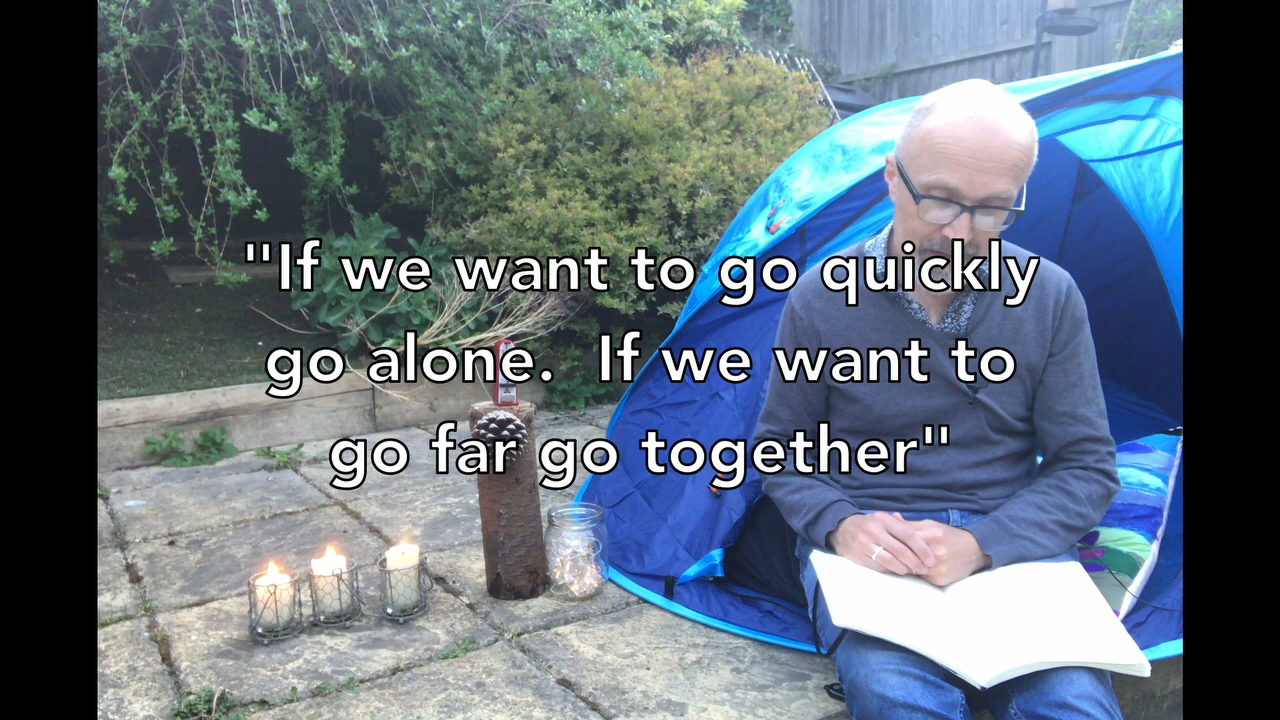 "If we want to go quickly
go alone.  If we want to
go far go together"